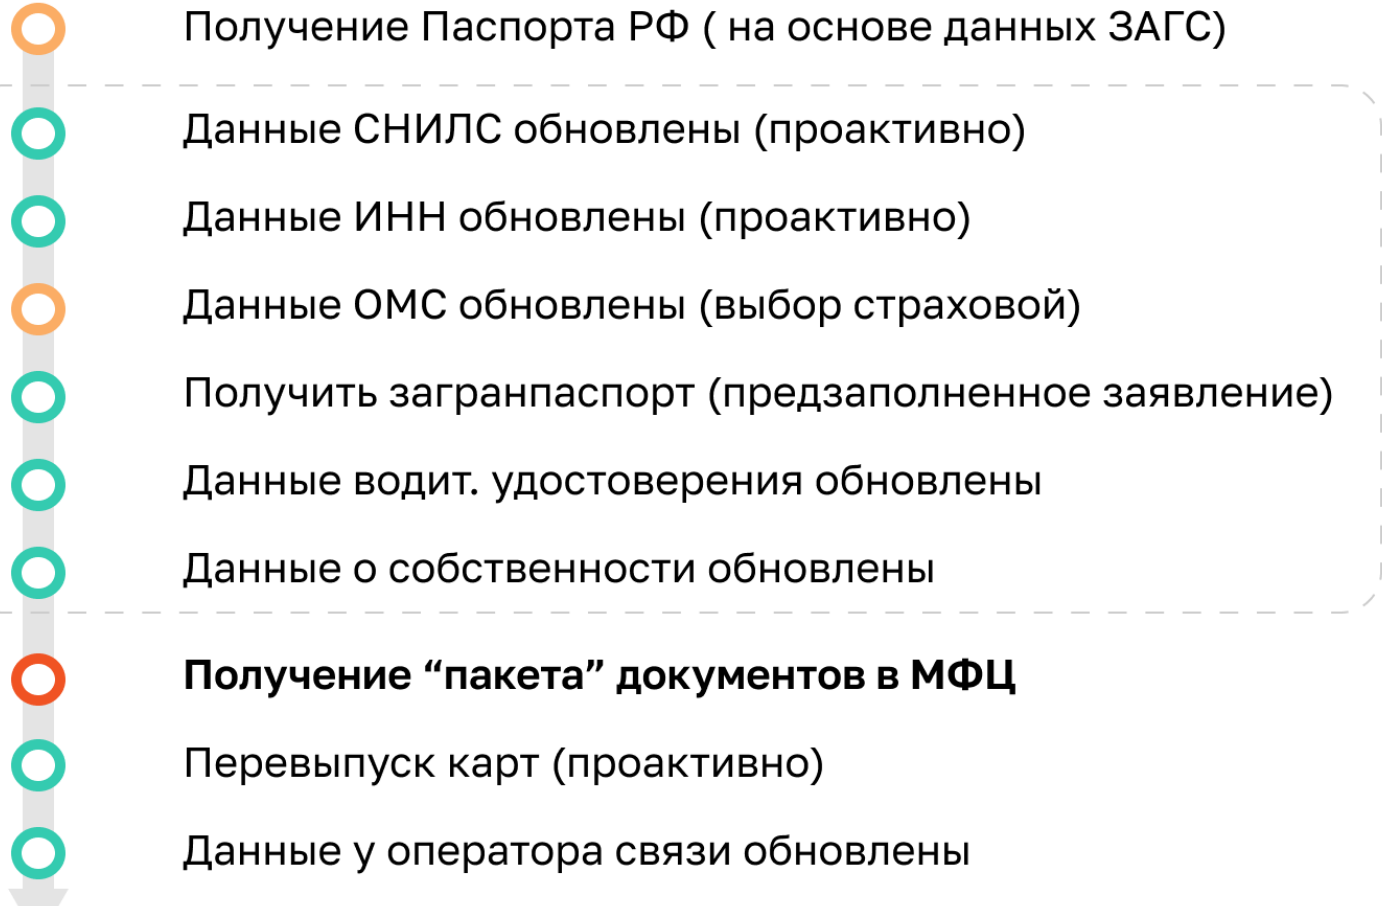 Получение Паспорта РФ ( на основе данных ЗАГС)
Данные СНИЛС обновлены (проактивно)
Данные ИНН обновлены (проактивно)
Данные ОМС обновлены (выбор страховой)
Получить загранпаспорт (предзаполненное заявление)
Данные водит. удостоверения обновлены
Данные о собственности обновлены
Получение “пакета” документов в МФЦ
Перевыпуск карт (проактивно)
Данные у оператора связи обновлены